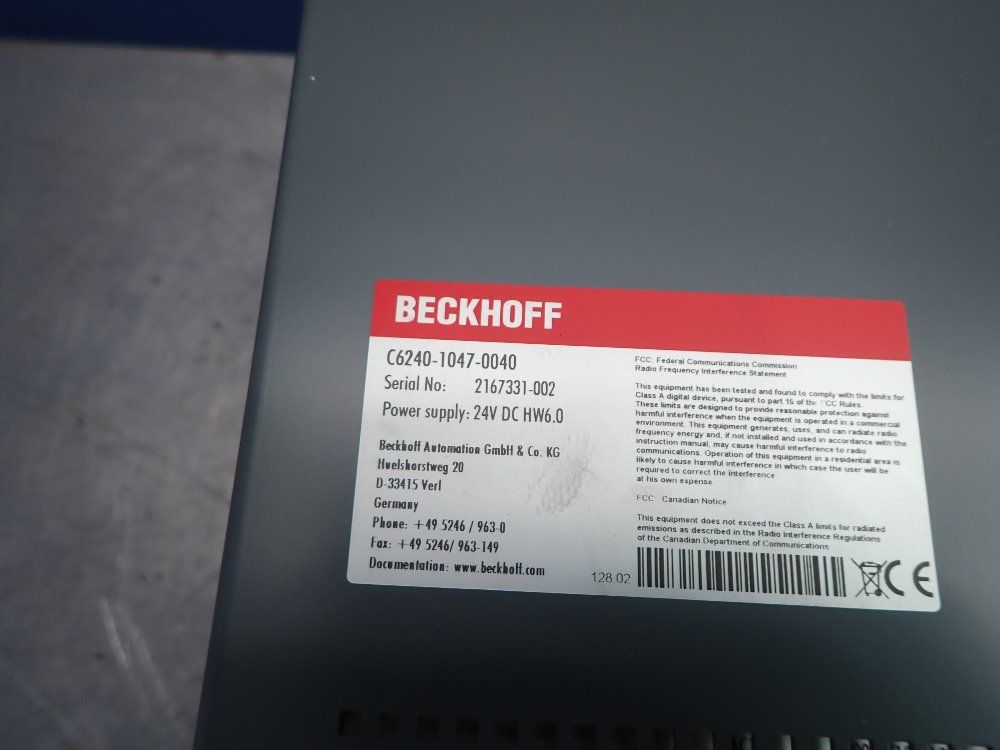 BECKHOFF
C6240-1047-0040
Serial No: 2167331-002
Power supply: 24V DC HW6.0
Beckhoff Automation GmbH & Co. KG
Huelshorstweg 20
D-33415 Verl
Germany
Phone: +49 5246 / 963-0
Fax: +49 5246/ 963-149
Documentation: www.beckhoff.com
FCC: Federal Communications Commission
Radio Frequency Interference Statement
This equipment has been tested and found to comply with the limits for
Class A digital device, pursuant to part 15 of the FCC Rules.
These limits are designed to provide reasonable protection against
harmful interference when the equipment is operated in a commercial
environment. This equipment generates, uses, and can radiate radio
frequency energy and, if not installed and used in accordance with the
instruction manual, may cause harmful interference to radio
communications. Operation of this equipment in a residential area is
likely to cause harmful interference in which case the user will be
required to correct the interference
at his own expense.
FCC: Canadian Notice
This equipment does not exceed the Class A limits for radiated
emissions as described in the Radio Interference Regulations
of the Canadian Department of Communications
128.02
CE